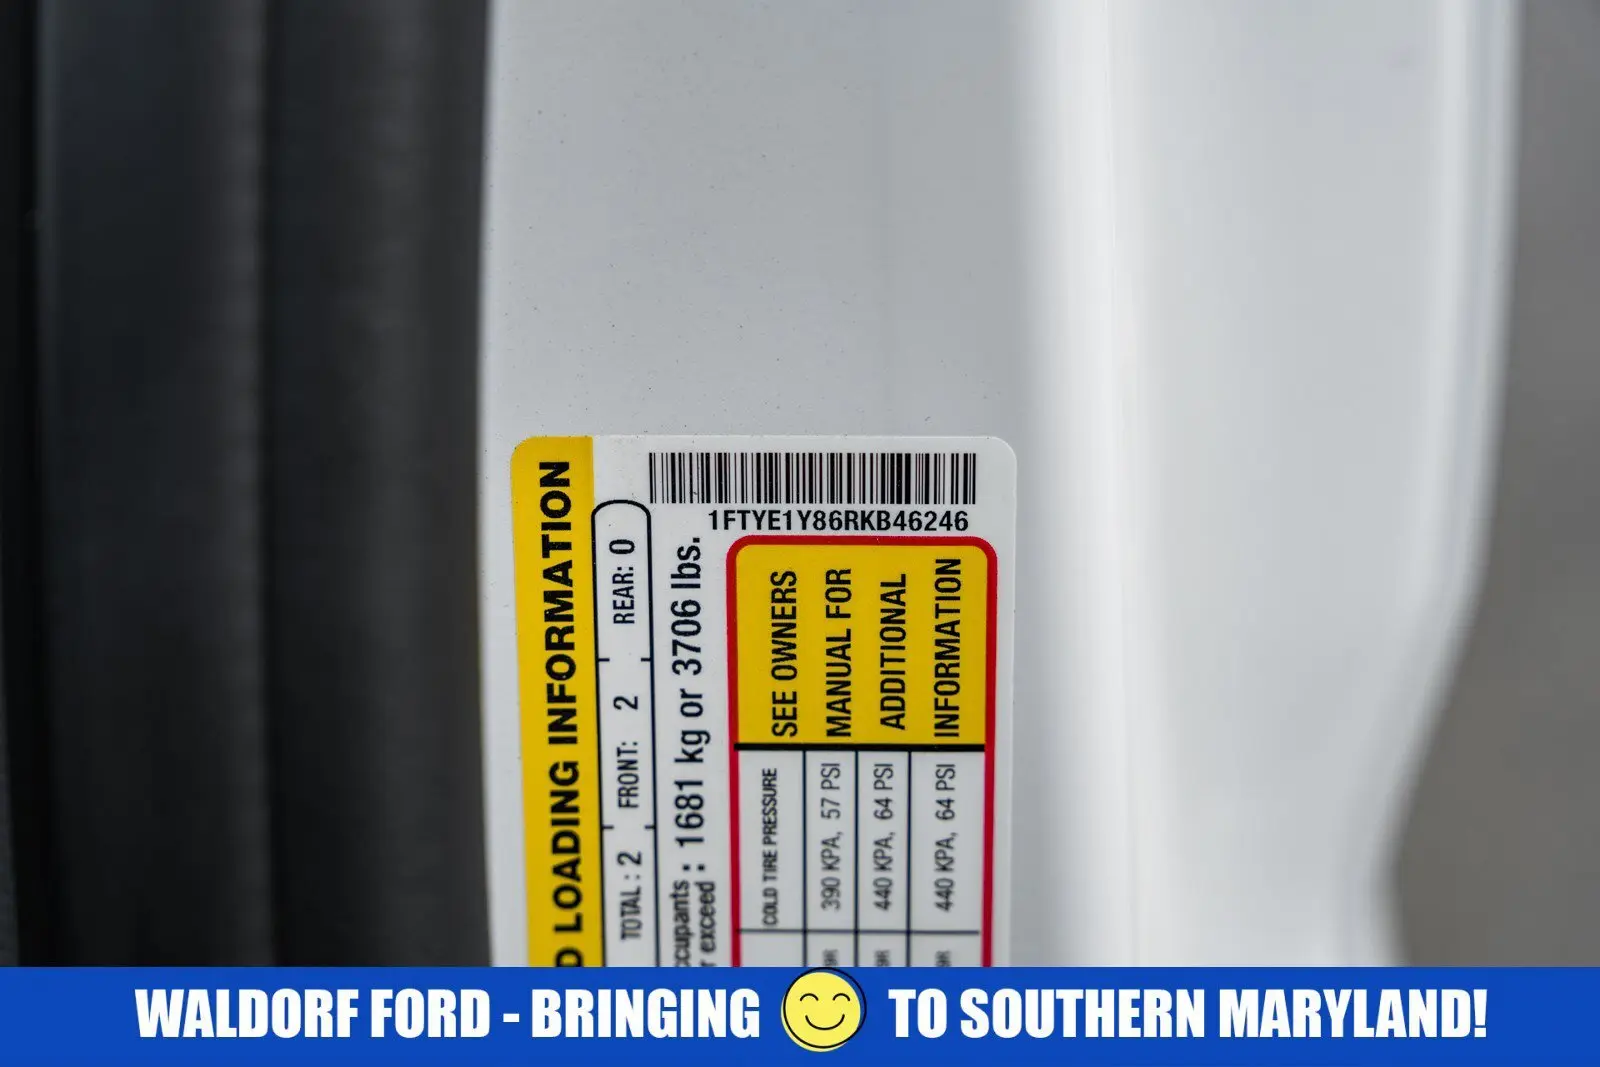 1FTYE1Y86RKB46246
D LOADING INFORMATION
TOTAL : 2 FRONT: 2 REAR: 0
ccupants :
r exceed : 1681 kg or 3706 lbs.
COLD TIRE PRESSURE
390 KPA, 57 PSI
440 KPA, 64 PSI
440 KPA, 64 PSI
SEE OWNERS
MANUAL FOR
ADDITIONAL
INFORMATION
WALDORF FORD - BRINGING TO SOUTHERN MARYLAND!